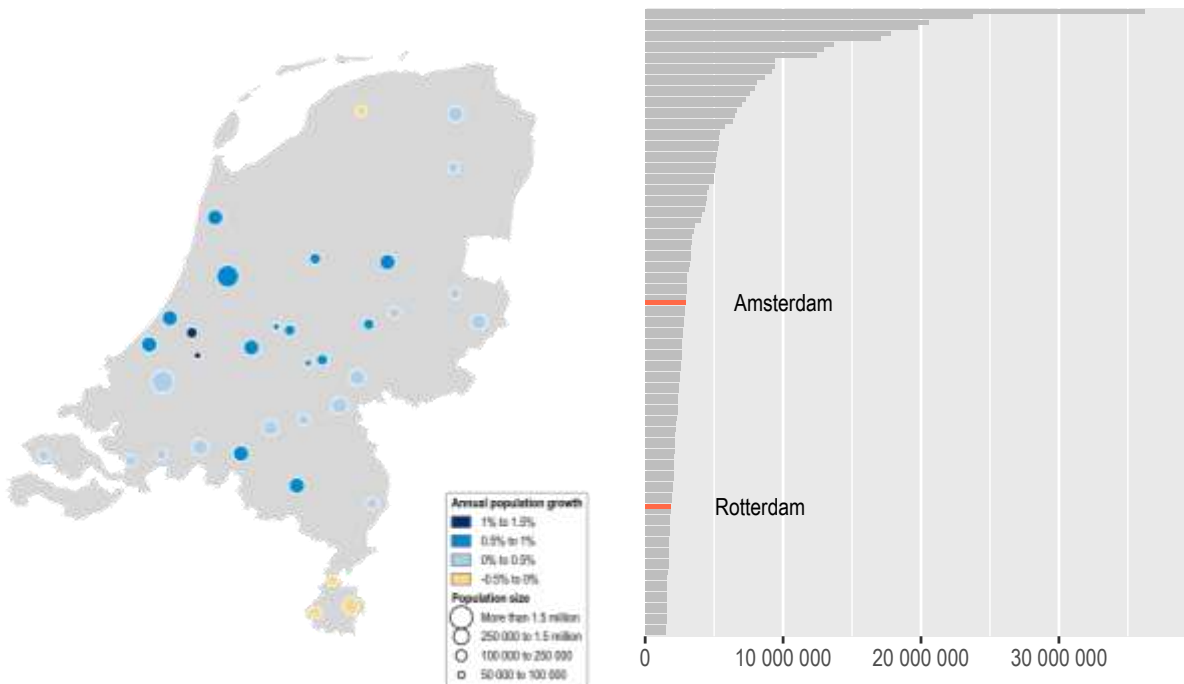 Annual population growth
1% to 1.5%
0.5% to 1%
0% to 0.5%
-0.5% to 0%
Population size
More than 1.5 million
250 000 to 1.5 million
100 000 to 250 000
50 000 to 100 000
Amsterdam
Rotterdam
0 10 000 000 20 000 000 30 000 000